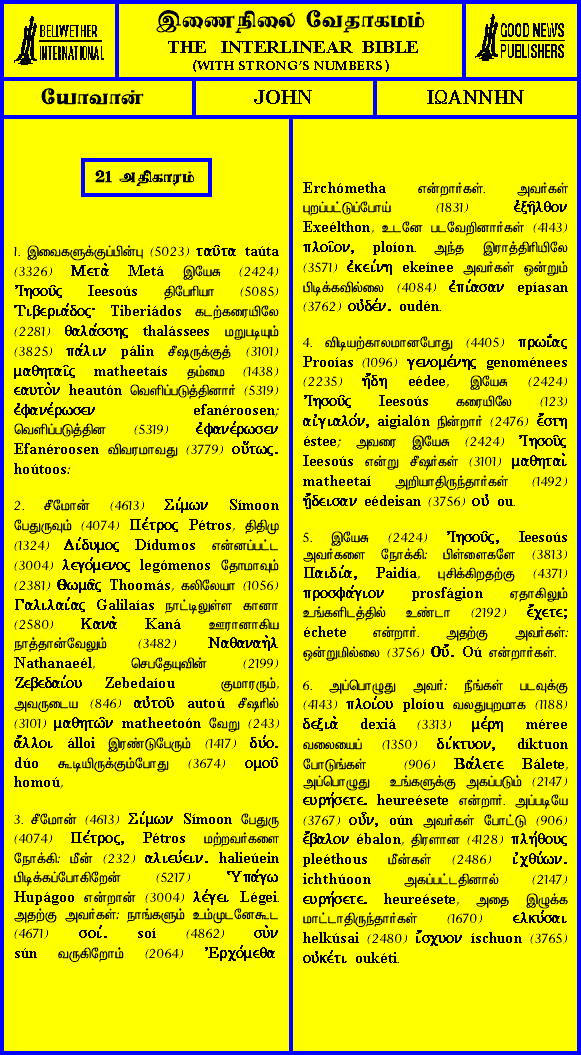 BELIWETHER
INTERNATIONAL
இணைநிலை வேதாகமம்
THE INTERLINEAR BIBLE
(WITH STRONG'S NUMBERS)
GOOD NEWS
PUBLISHERS
யோவான்
JOHN
ΙΩΑΝΝΗΝ
21 அதிகாரம்
1. இவைகளுக்குப்பின்பு (5023) ταῦτα taúta
(3326) Μετὰ Metá இயேசு (2424)
Ἰησοῦς Ieesoús திபேரியா (5085)
Τιβεριάδος· Tiberiádos கடற்கரையிலே
(2281) θαλάσσης thalássees மறுபடியும்
(3825) πάλιν pálin சீஷருக்குத் (3101)
μαθηταῖς matheetaís தம்மை (1438)
εαυτὸν heautón வெளிப்படுத்தினார் (5319)
ἐφανέρωσεν efanéroosen;
வெளிப்படுத்தின (5319) ἐφανέρωσεν
Efanéroosen விவரமாவது (3779) οὕτως.
hoútoos:
2. சீமோன் (4613) Σίμων Símoon
பேதுருவும் (4074) Πέτρος Pétros, திதிமு
(1324) Δίδυμος Dídumos என்னப்பட்ட
(3004) λεγόμενος legómenos தோமாவும்
(2381) Θωμᾶς Thoomás, கலிலேயா (1056)
Γαλιλαίας Galilaías நாட்டிலுள்ள கானா
(2580) Κανὰ Kaná ஊரானாகிய
நாத்தான்வேலும் (3482) Ναθαναὴλ
Nathanaeél, செபதேயுவின் (2199)
Ζεβεδαίου Zebedaíou குமாரரும்,
அவருடைய (846) αὐτοῦ autoú சீஷரில்
(3101) μαθητῶν matheetoón வேறு (243)
ἄλλοι álloi இரண்டுபேரும் (1417) δύο.
dúo கூடியிருக்கும்போது (3674) ομοῦ
homoú,
3. சீமோன் (4613) Σίμων Símoon பேதுரு
(4074) Πέτρος, Pétros மற்றவர்களை
நோக்கி: மீன் (232) αλιεύειν. halieúein
பிடிக்கப்போகிறேன் (5217) Ὑπάγω
Hupágoo என்றான் (3004) λέγει Légei.
அதற்கு அவர்கள்: நாங்களும் உம்முடனேகூட
(4671) σοί. soí (4862) σὺν
sún வருகிறோம் (2064) Ἐρχόμεθα
Erchómetha என்றார்கள். அவர்கள்
புறப்பட்டுப்போய் (1831) ἐξῆλθον
Exeélthon, உடனே படவேறினார்கள் (4143)
πλοῖον, ploíon. அந்த இராத்திரியிலே
(3571) ἐκείνῃ ekeínee அவர்கள் ஒன்றும்
பிடிக்கவில்லை (4084) ἐπίασαν epíasan
(3762) οὐδέν. oudén.
4. விடியற்காலமானபோது (4405) πρωΐας
Prooías (1096) γενομένης genoménees
(2235) ἤδη eédee, இயேசு (2424)
Ἰησοῦς Ieesoús கரையிலே (123)
αἰγιαλόν, aigialón நின்றார் (2476) ἔστη
éstee; அவரை இயேசு (2424) Ἰησοῦς
Ieesoús என்று சீஷர்கள் (3101) μαθηταὶ
matheetaí அறியாதிருந்தார்கள் (1492)
ἤδεισαν eédeisan (3756) οὐ ou.
5. இயேசு (2424) Ἰησοῦς, Ieesoús
அவர்களை நோக்கி: பிள்ளைகளே (3813)
Παιδία, Paidía, புசிக்கிறதற்கு (4371)
προσφάγιον prosfágion ஏதாகிலும்
உங்களிடத்தில் உண்டா (2192) ἔχετε;
échete என்றார். அதற்கு அவர்கள்:
ஒன்றுமில்லை (3756) Οὔ. Oú என்றார்கள்.
6. அப்பொழுது அவர்: நீங்கள் படவுக்கு
(4143) πλοίου ploíou வலதுபுறமாக (1188)
δεξιὰ dexiá (3313) μέρη méree
வலையைப் (1350) δίκτυον, díktuon
போடுங்கள் (906) Βάλετε Bálete,
அப்பொழுது உங்களுக்கு அகப்படும் (2147)
ευρήσετε. heureésete என்றார். அப்படியே
(3767) οὖν, oún அவர்கள் போட்டு (906)
ἔβαλον ébalon, திரளான (4128) πλήθους
pleéthous மீன்கள் (2486) ἰχθύων.
ichthúoon அகப்பட்டதினால் (2147)
ευρήσετε. heureésete, அதை இழுக்க
மாட்டாதிருந்தார்கள் (1670) ελκύσαι
helkúsai (2480) ἴσχυον íschuon (3765)
οὐκέτι oukéti.